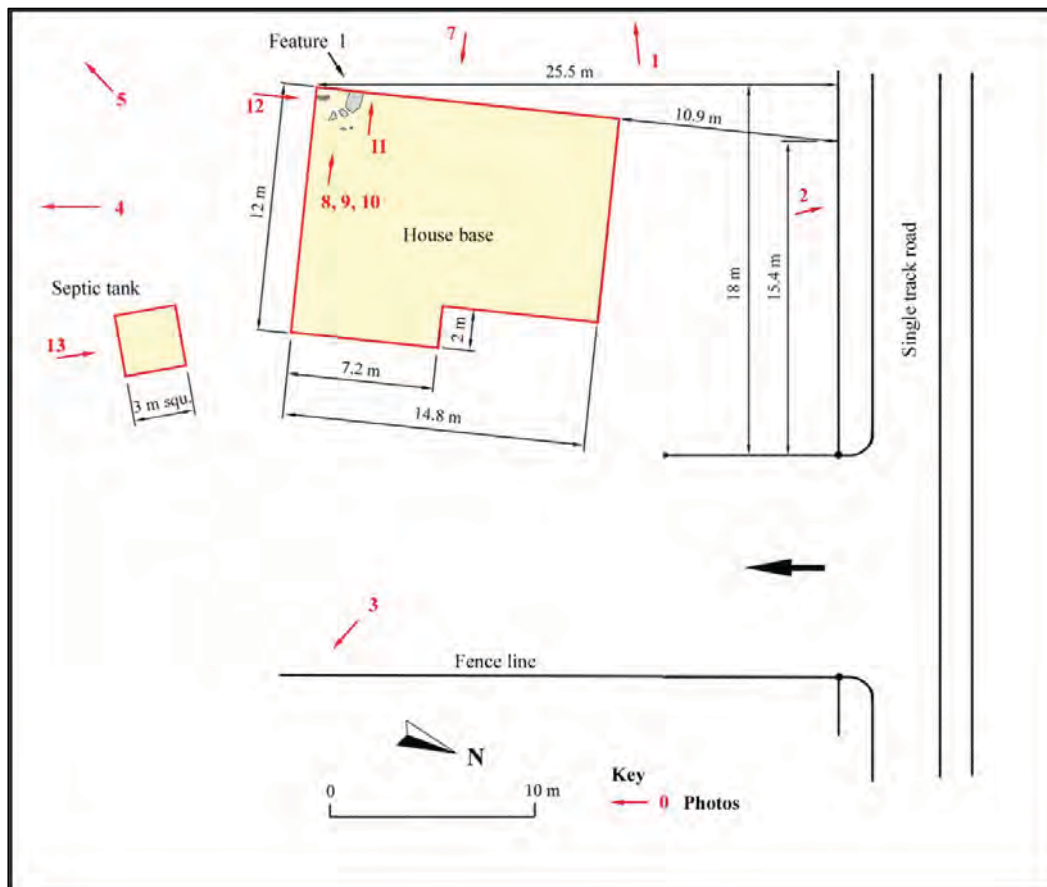 7
1
Feature 1
25.5 m
5
12
11
10.9 m
2
8, 9, 10
4
12 m
House base
18 m
15.4 m
Single track road
Septic tank
13
2 m
7.2 m
3 m squ.
14.8 m
3
Fence line
N
Key
0
10 m
0 Photos